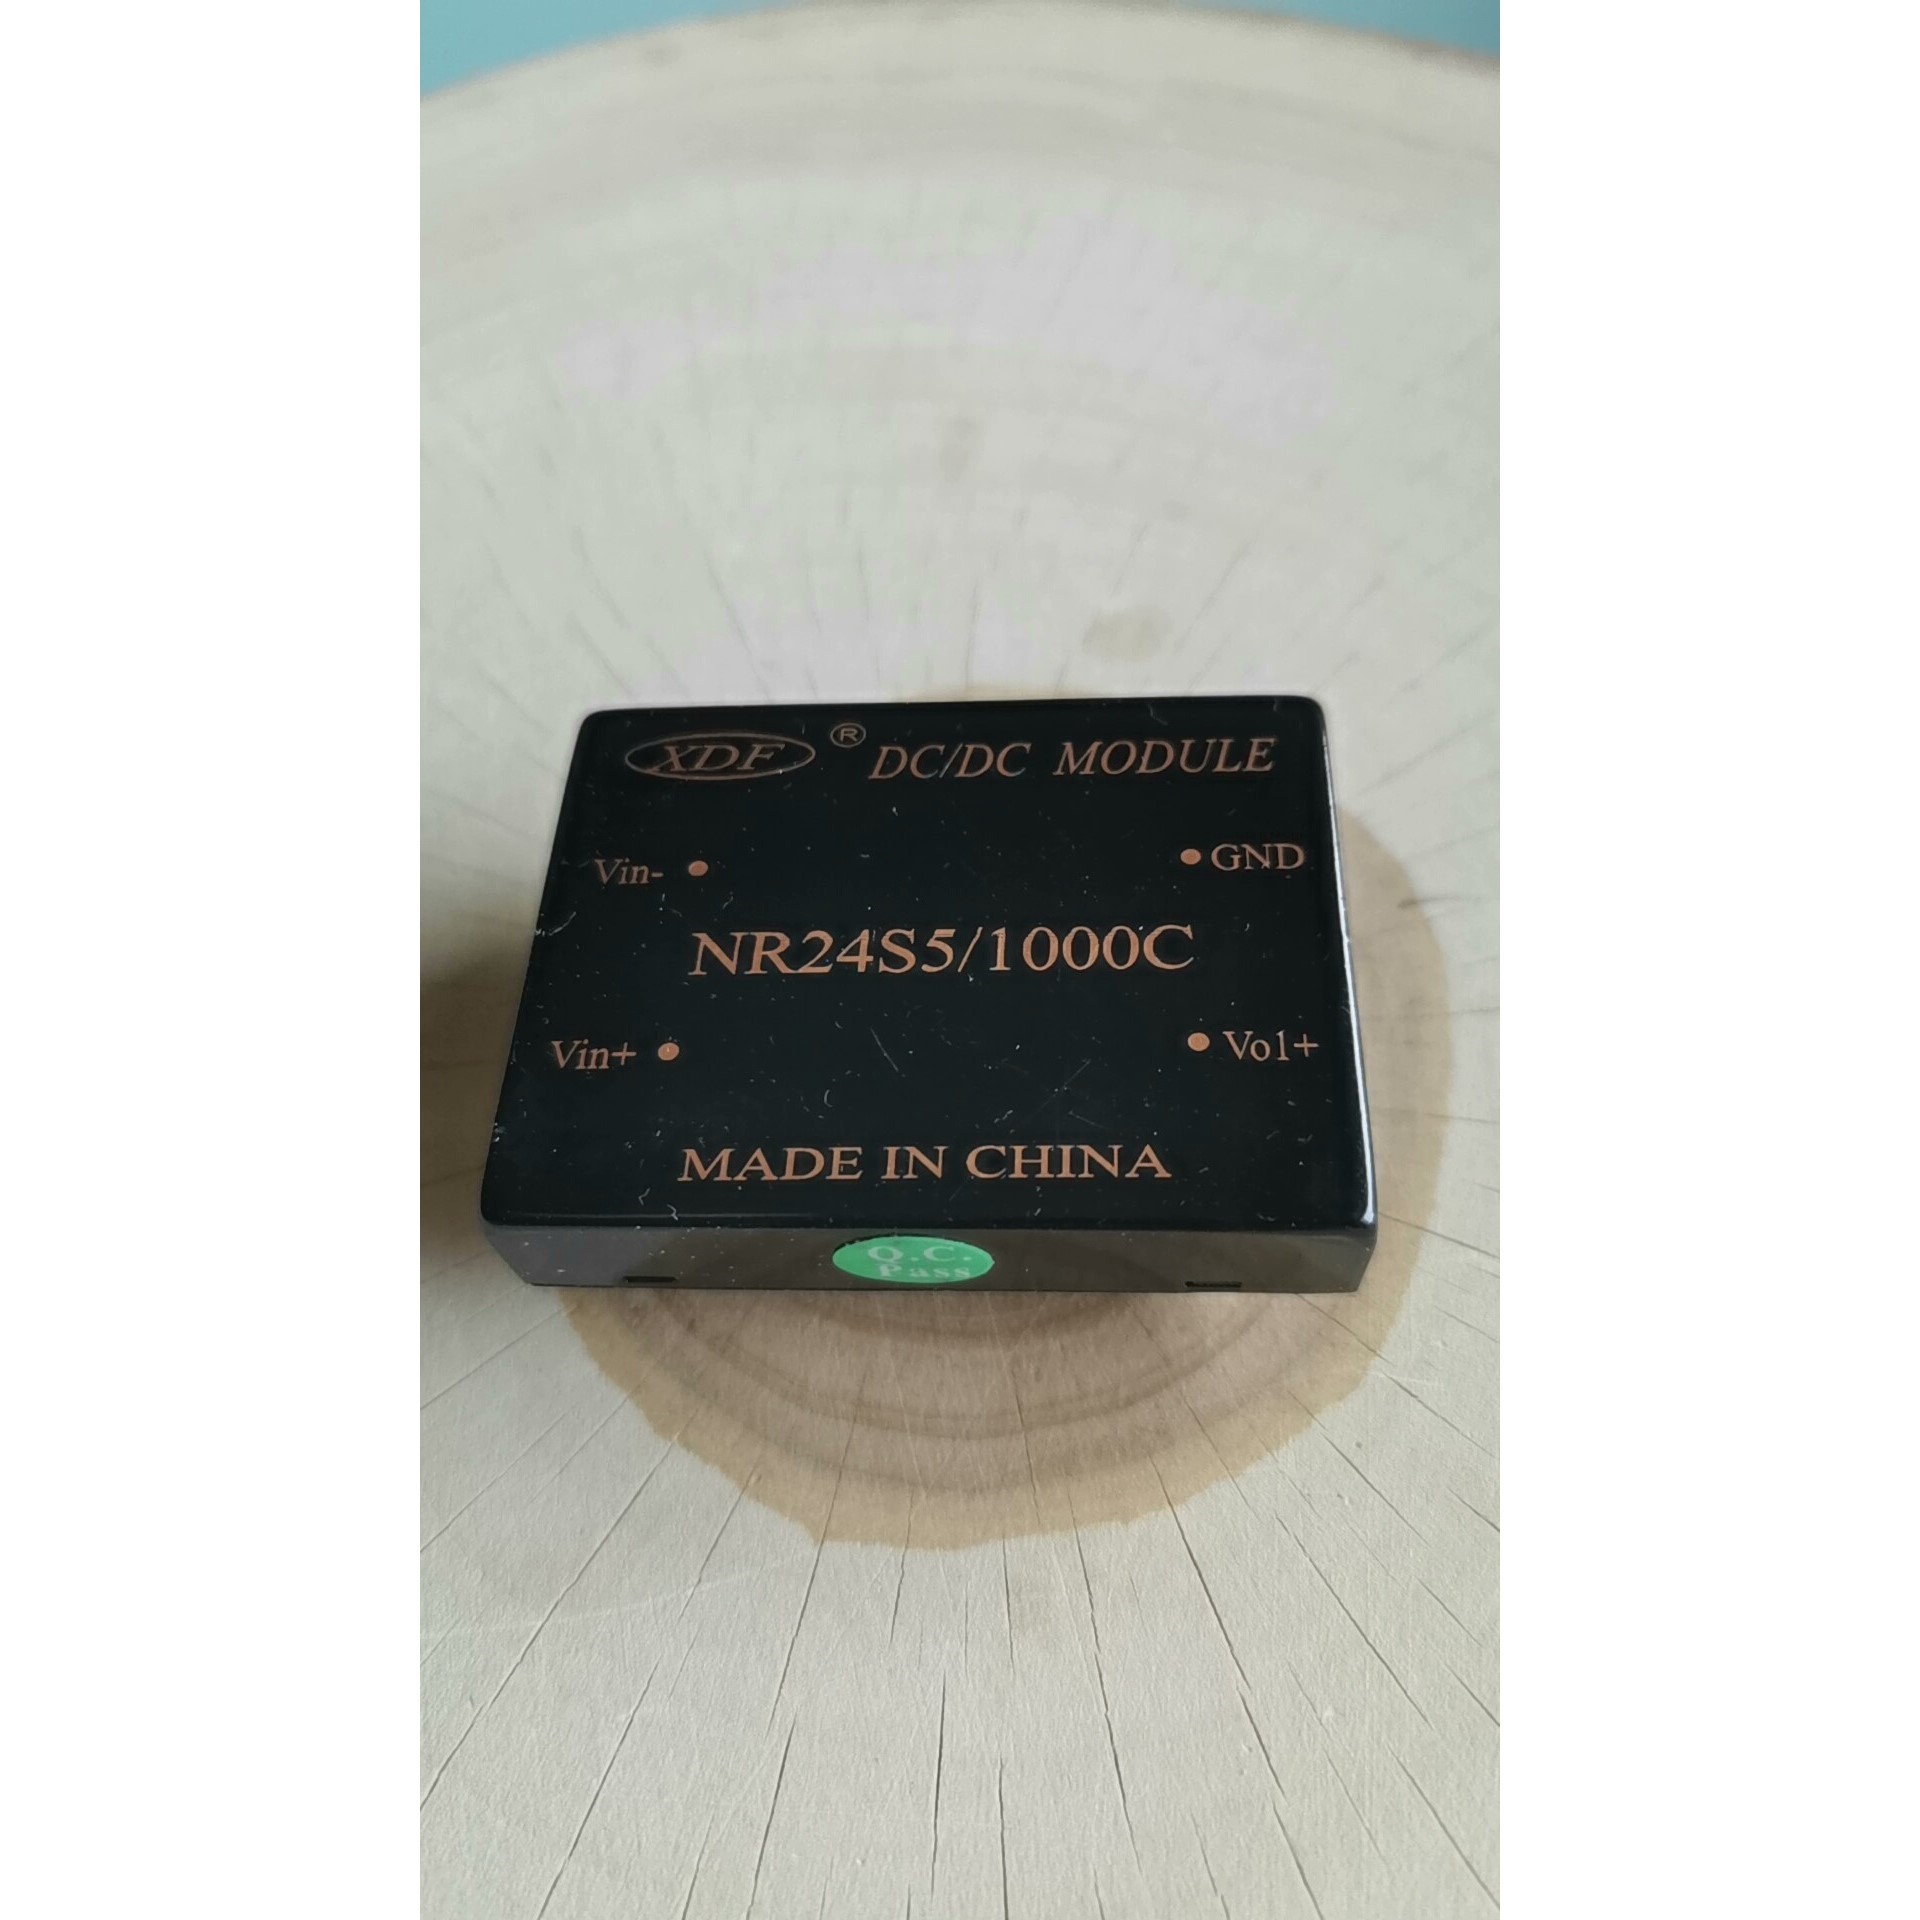 XDF ® DC/DC MODULE
Vin- GND
NR24S5/1000C
Vin+ Vo1+
MADE IN CHINA
Q.C.
Pass